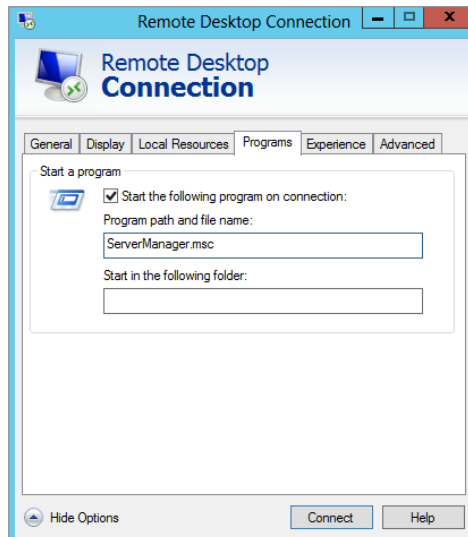 Remote Desktop Connection
Remote Desktop
Connection
General Display Local Resources Programs Experience Advanced
Start a program
Start the following program on connection:
Program path and file name:
ServerManager.msc
Start in the following folder:
Hide Options Connect Help